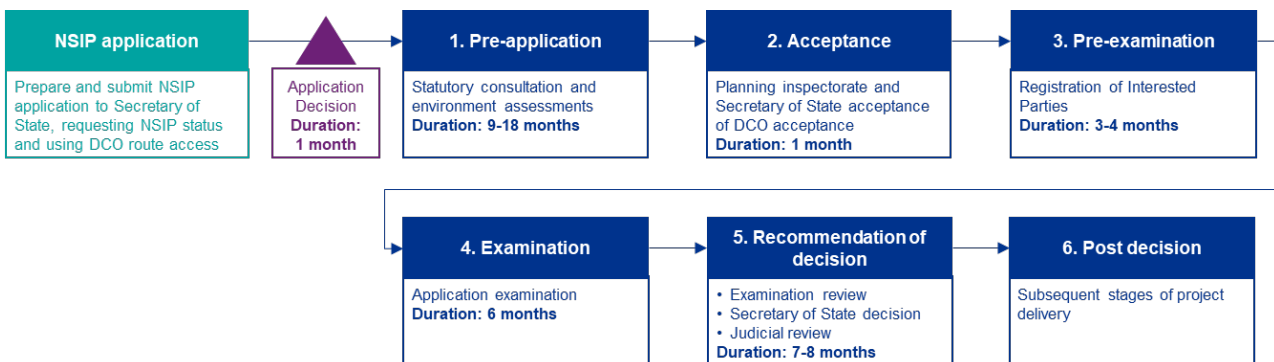 NSIP application
Prepare and submit NSIP
application to Secretary of
State, requesting NSIP status
and using DCO route access
Application
Decision
Duration:
1 month
1. Pre-application
Statutory consultation and
environment assessments
Duration: 9-18 months
2. Acceptance
Planning inspectorate and
Secretary of State acceptance
of DCO acceptance
Duration: 1 month
3. Pre-examination
Registration of Interested
Parties
Duration: 3-4 months
4. Examination
Application examination
Duration: 6 months
5. Recommendation of
decision
• Examination review
• Secretary of State decision
• Judicial review
Duration: 7-8 months
6. Post decision
Subsequent stages of project
delivery